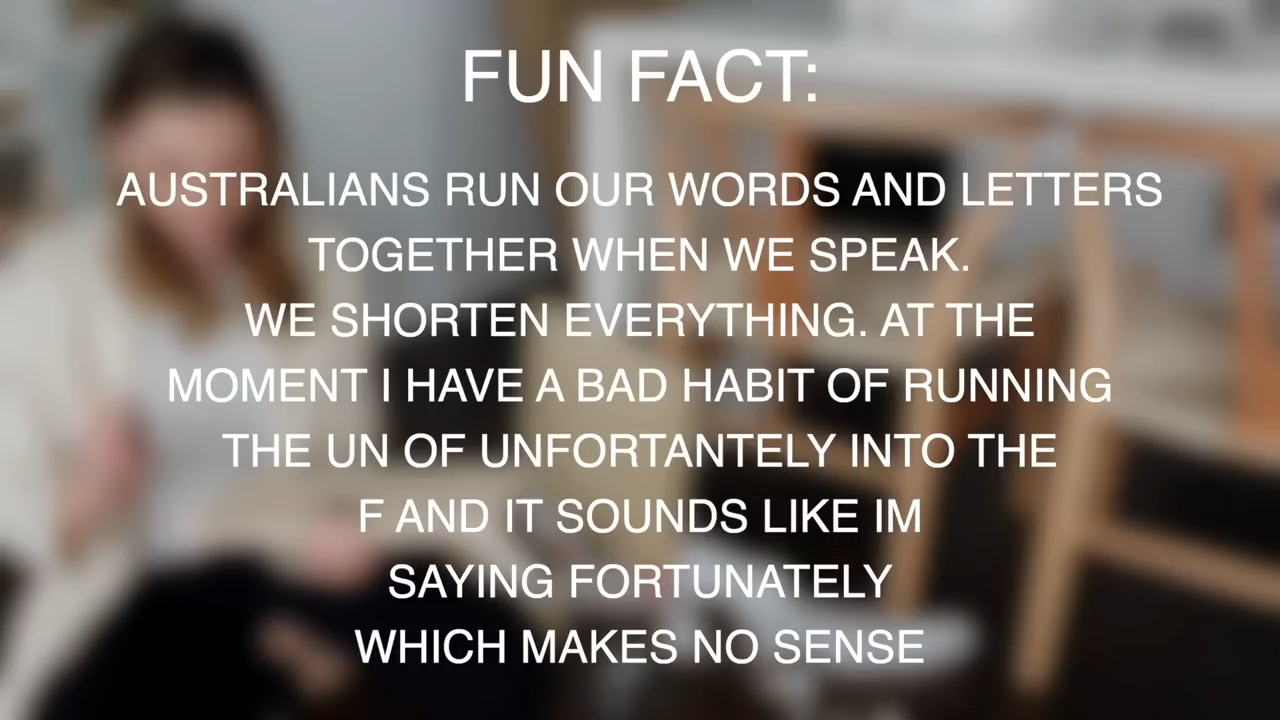 FUN FACT:
AUSTRALIANS RUN OUR WORDS AND LETTERS
TOGETHER WHEN WE SPEAK.
WE SHORTEN EVERYTHING. AT THE
MOMENT I HAVE A BAD HABIT OF RUNNING
THE UN OF UNFORTANTELY INTO THE
F AND IT SOUNDS LIKE IM
SAYING FORTUNATELY
WHICH MAKES NO SENSE